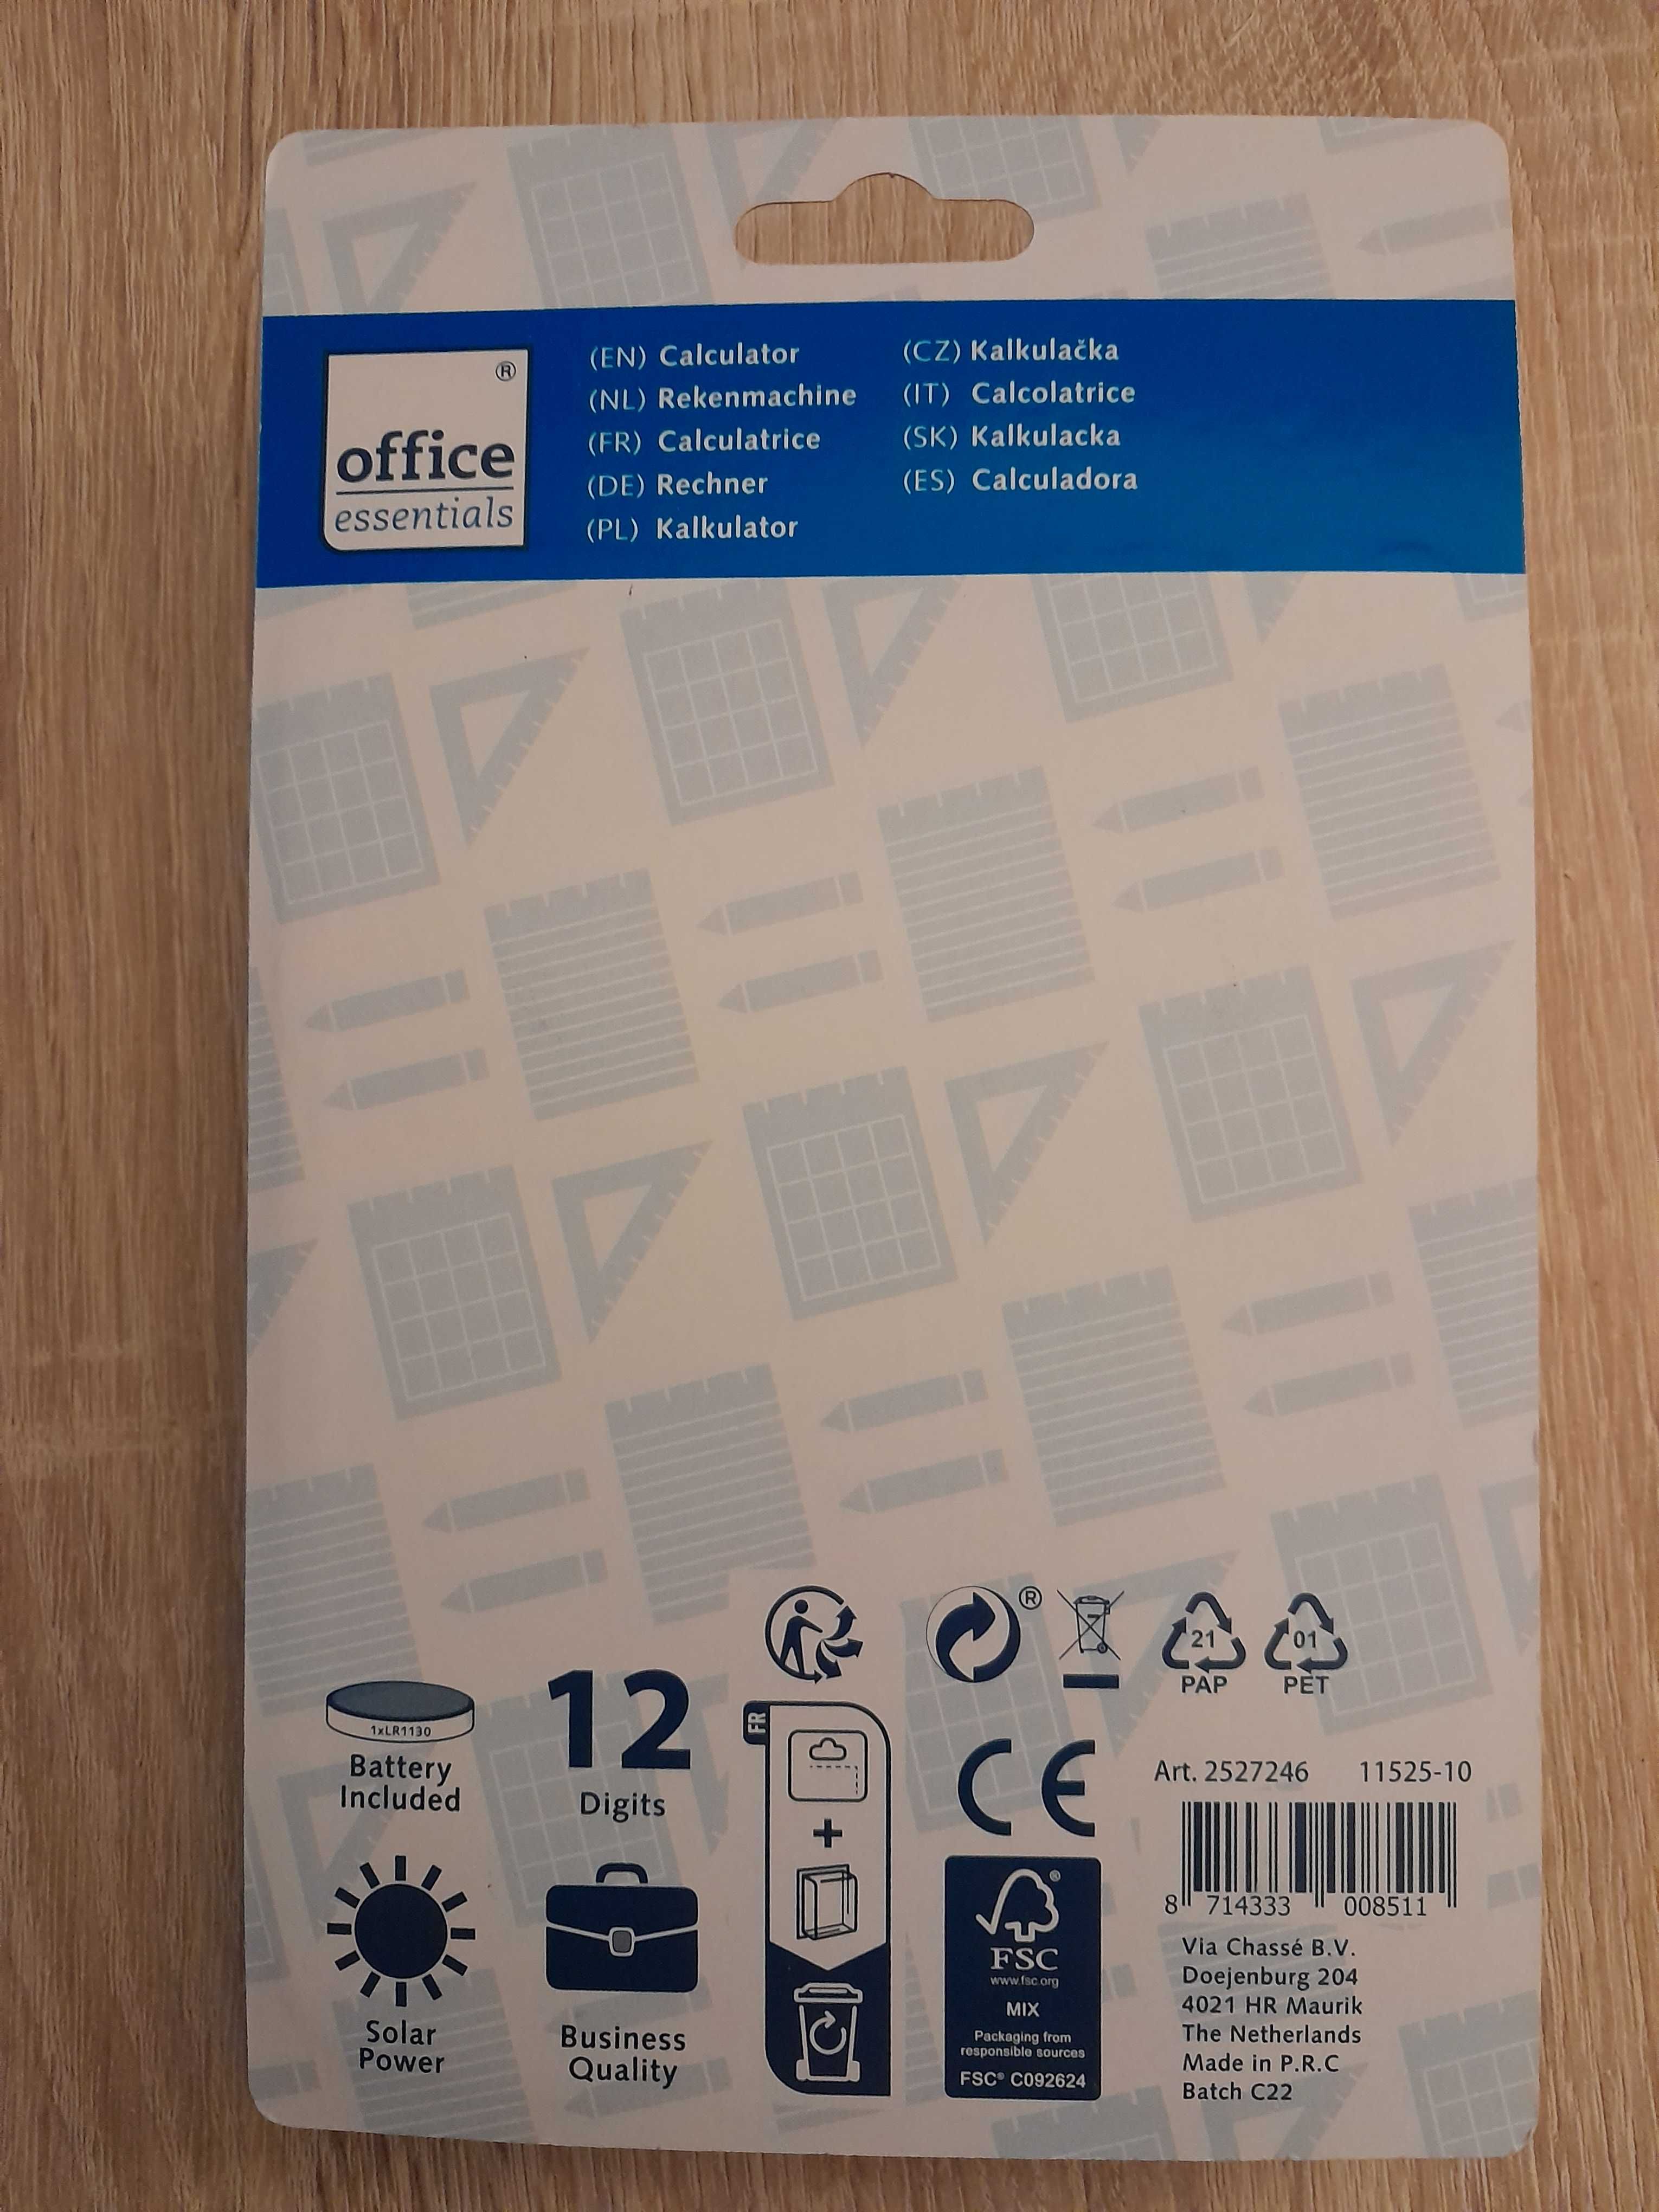 ®
office
essentials
(EN) Calculator
(NL) Rekenmachine
(FR) Calculatrice
(DE) Rechner
(PL) Kalkulator
(CZ) Kalkulačka
(IT) Calcolatrice
(SK) Kalkulacka
(ES) Calculadora
1xLR1130
Battery
Included
12
Digits
Solar
Power
Business
Quality
FR
+
®
21
PAP
01
PET
CE
®
FSC
www.fsc.org
MIX
Packaging from
responsible sources
FSC® C092624
Art. 2527246 11525-10
8 714333 008511
Via Chassé B.V.
Doejenburg 204
4021 HR Maurik
The Netherlands
Made in P.R.C
Batch C22